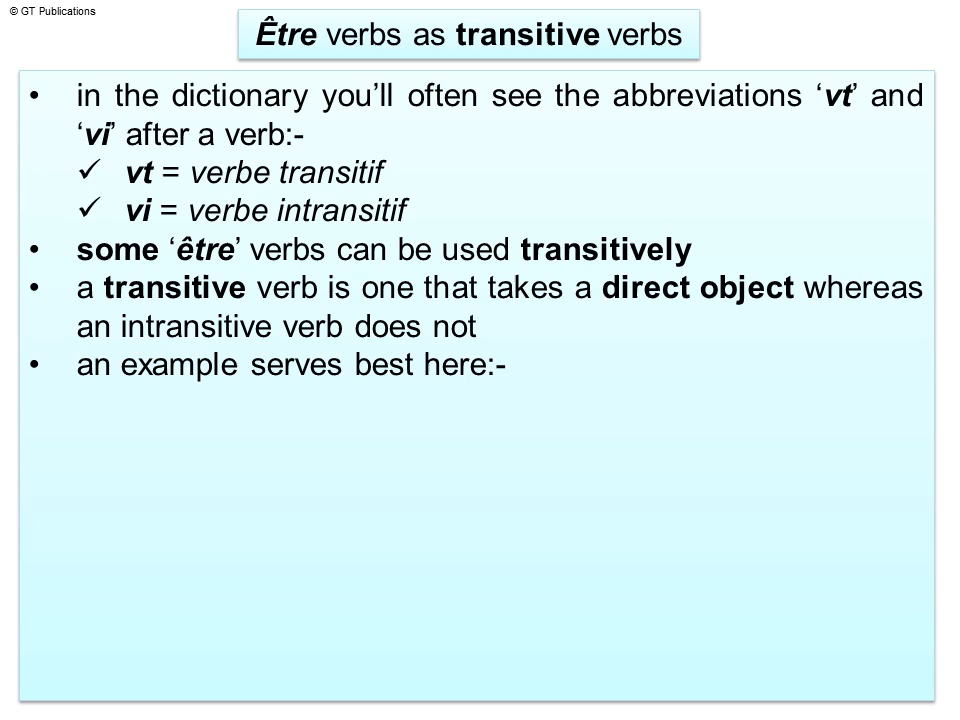 © GT Publications
Être verbs as transitive verbs
• in the dictionary you’ll often see the abbreviations ‘vt’ and
‘vi’ after a verb:-
✓ vt = verbe transitif
✓ vi = verbe intransitif
• some ‘être’ verbs can be used transitively
• a transitive verb is one that takes a direct object whereas
an intransitive verb does not
• an example serves best here:-